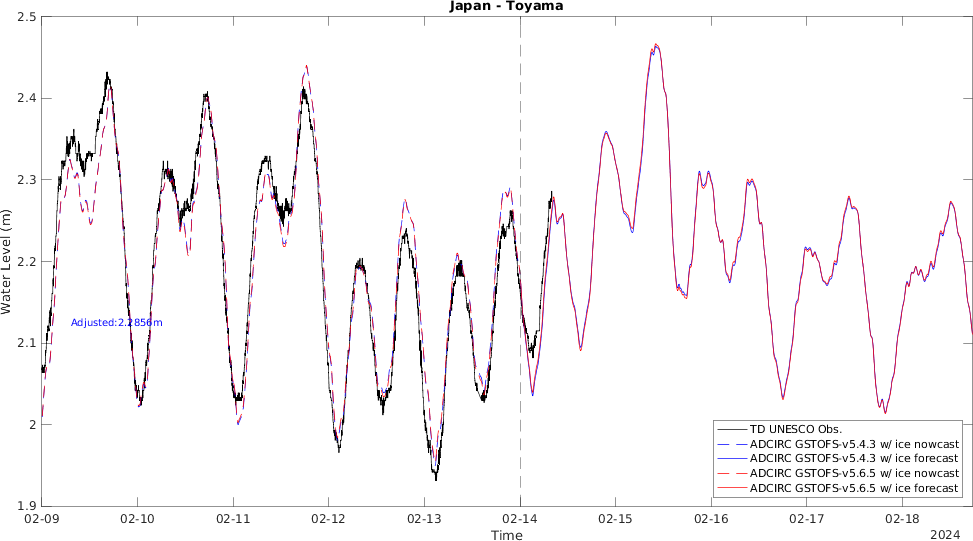 Japan - Toyama
2.5
2.4
2.3
2.2
2.1
2
1.9
Water Level (m)
Adjusted:2.2856m
TD UNESCO Obs.
ADCIRC GSTOFS-v5.4.3 w/ ice nowcast
ADCIRC GSTOFS-v5.4.3 w/ ice forecast
ADCIRC GSTOFS-v5.6.5 w/ ice nowcast
ADCIRC GSTOFS-v5.6.5 w/ ice forecast
02-09 02-10 02-11 02-12 02-13 02-14 02-15 02-16 02-17 02-18
Time
2024